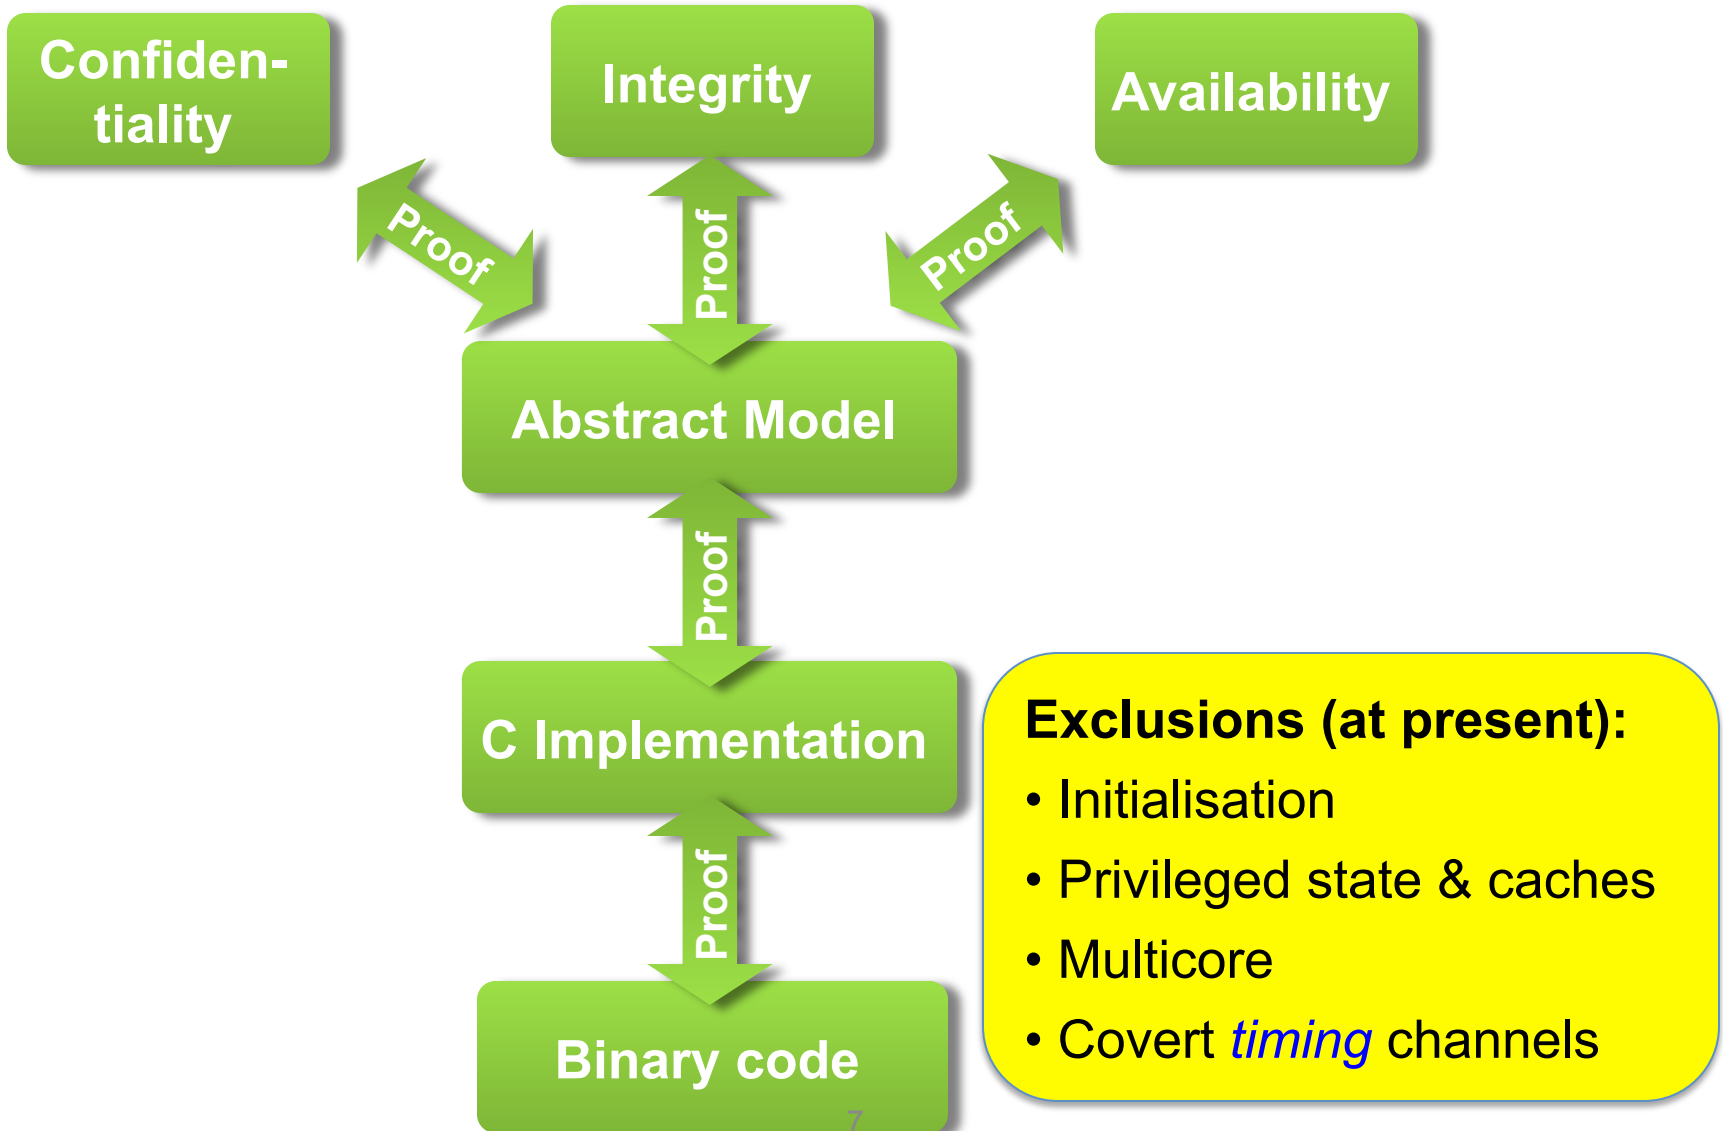 Confiden-
tiality
Integrity
Availability
Proof
Proof
Proof
Abstract Model
Proof
C Implementation
Exclusions (at present):
• Initialisation
• Privileged state & caches
• Multicore
• Covert timing channels
Proof
Binary code
7